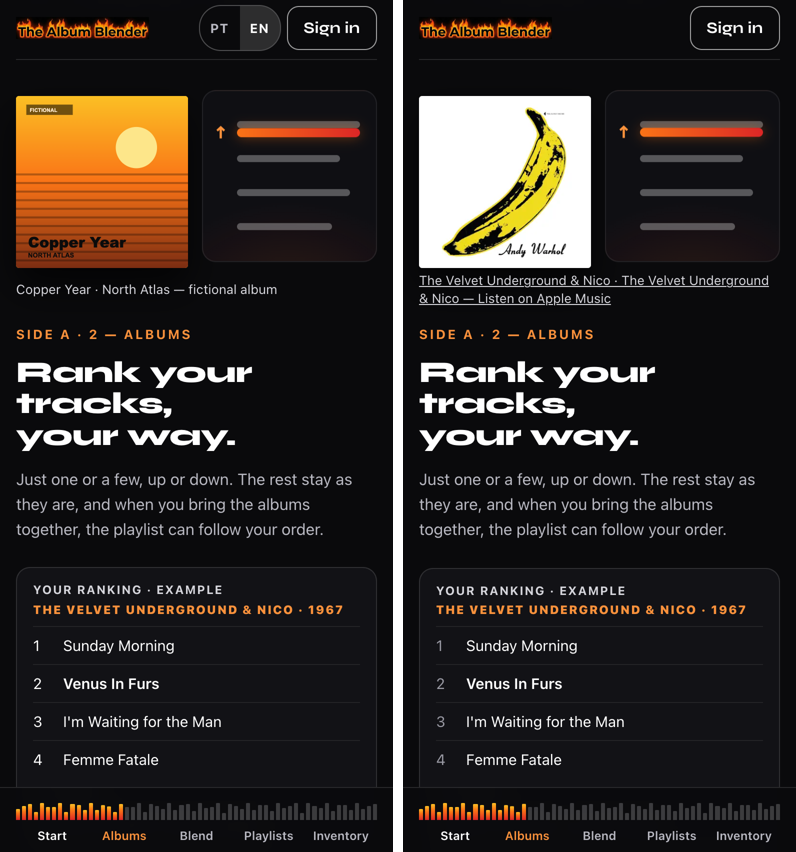 The Album Blender
PT EN
Sign in
FICTIONAL
Copper Year
NORTH ATLAS
↑
Copper Year · North Atlas — fictional album
SIDE A · 2 — ALBUMS
Rank your
tracks,
your way.
Just one or a few, up or down. The rest stay as
they are, and when you bring the albums
together, the playlist can follow your order.
YOUR RANKING · EXAMPLE
THE VELVET UNDERGROUND & NICO · 1967
1 Sunday Morning
2 Venus In Furs
3 I'm Waiting for the Man
4 Femme Fatale
Start Albums Blend Playlists Inventory
The Album Blender
Sign in
Andy Warhol
↑
The Velvet Underground & Nico · The Velvet Underground
& Nico — Listen on Apple Music
SIDE A · 2 — ALBUMS
Rank your
tracks,
your way.
Just one or a few, up or down. The rest stay as
they are, and when you bring the albums
together, the playlist can follow your order.
YOUR RANKING · EXAMPLE
THE VELVET UNDERGROUND & NICO · 1967
1 Sunday Morning
2 Venus In Furs
3 I'm Waiting for the Man
4 Femme Fatale
Start Albums Blend Playlists Inventory